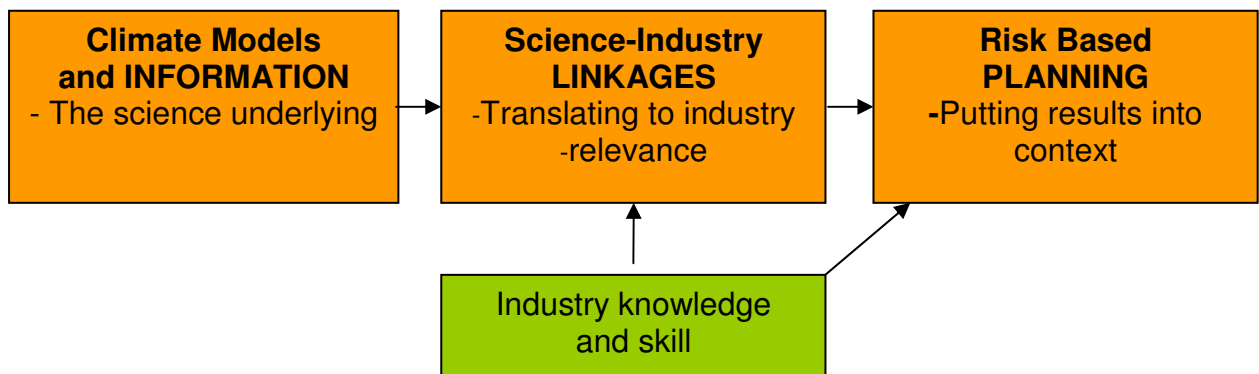 Climate Models
and INFORMATION
- The science underlying
Science-Industry
LINKAGES
-Translating to industry
-relevance
Risk Based
PLANNING
-Putting results into
context
Industry knowledge
and skill